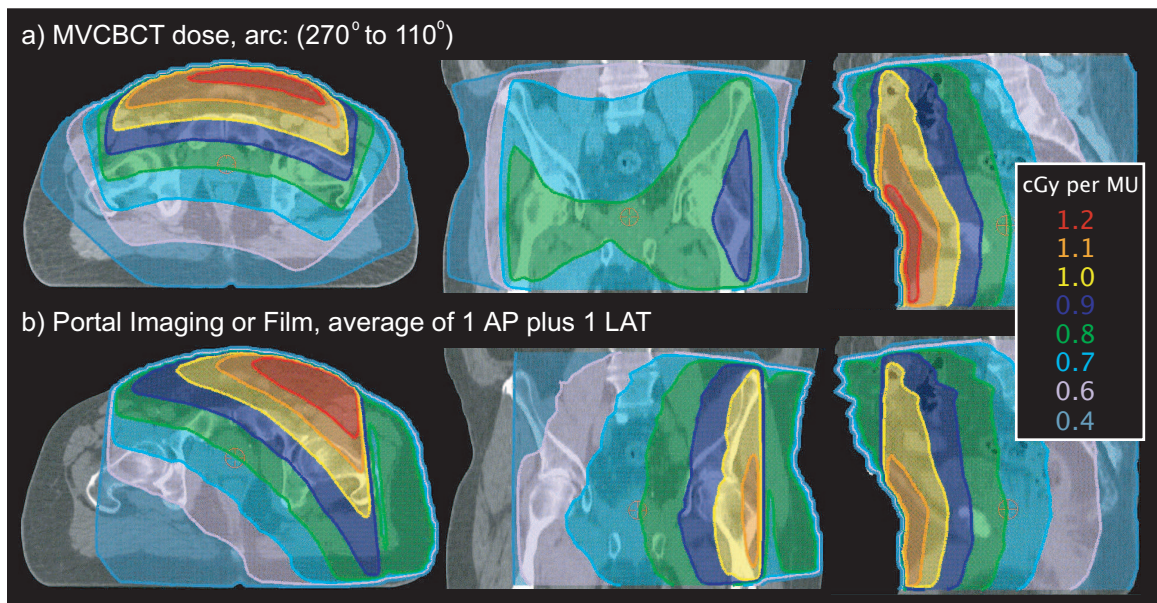 a) MVCBCT dose, arc: (270° to 110°)
cGy per MU
1.2
1.1
1.0
0.9
0.8
0.7
0.6
0.4
b) Portal Imaging or Film, average of 1 AP plus 1 LAT